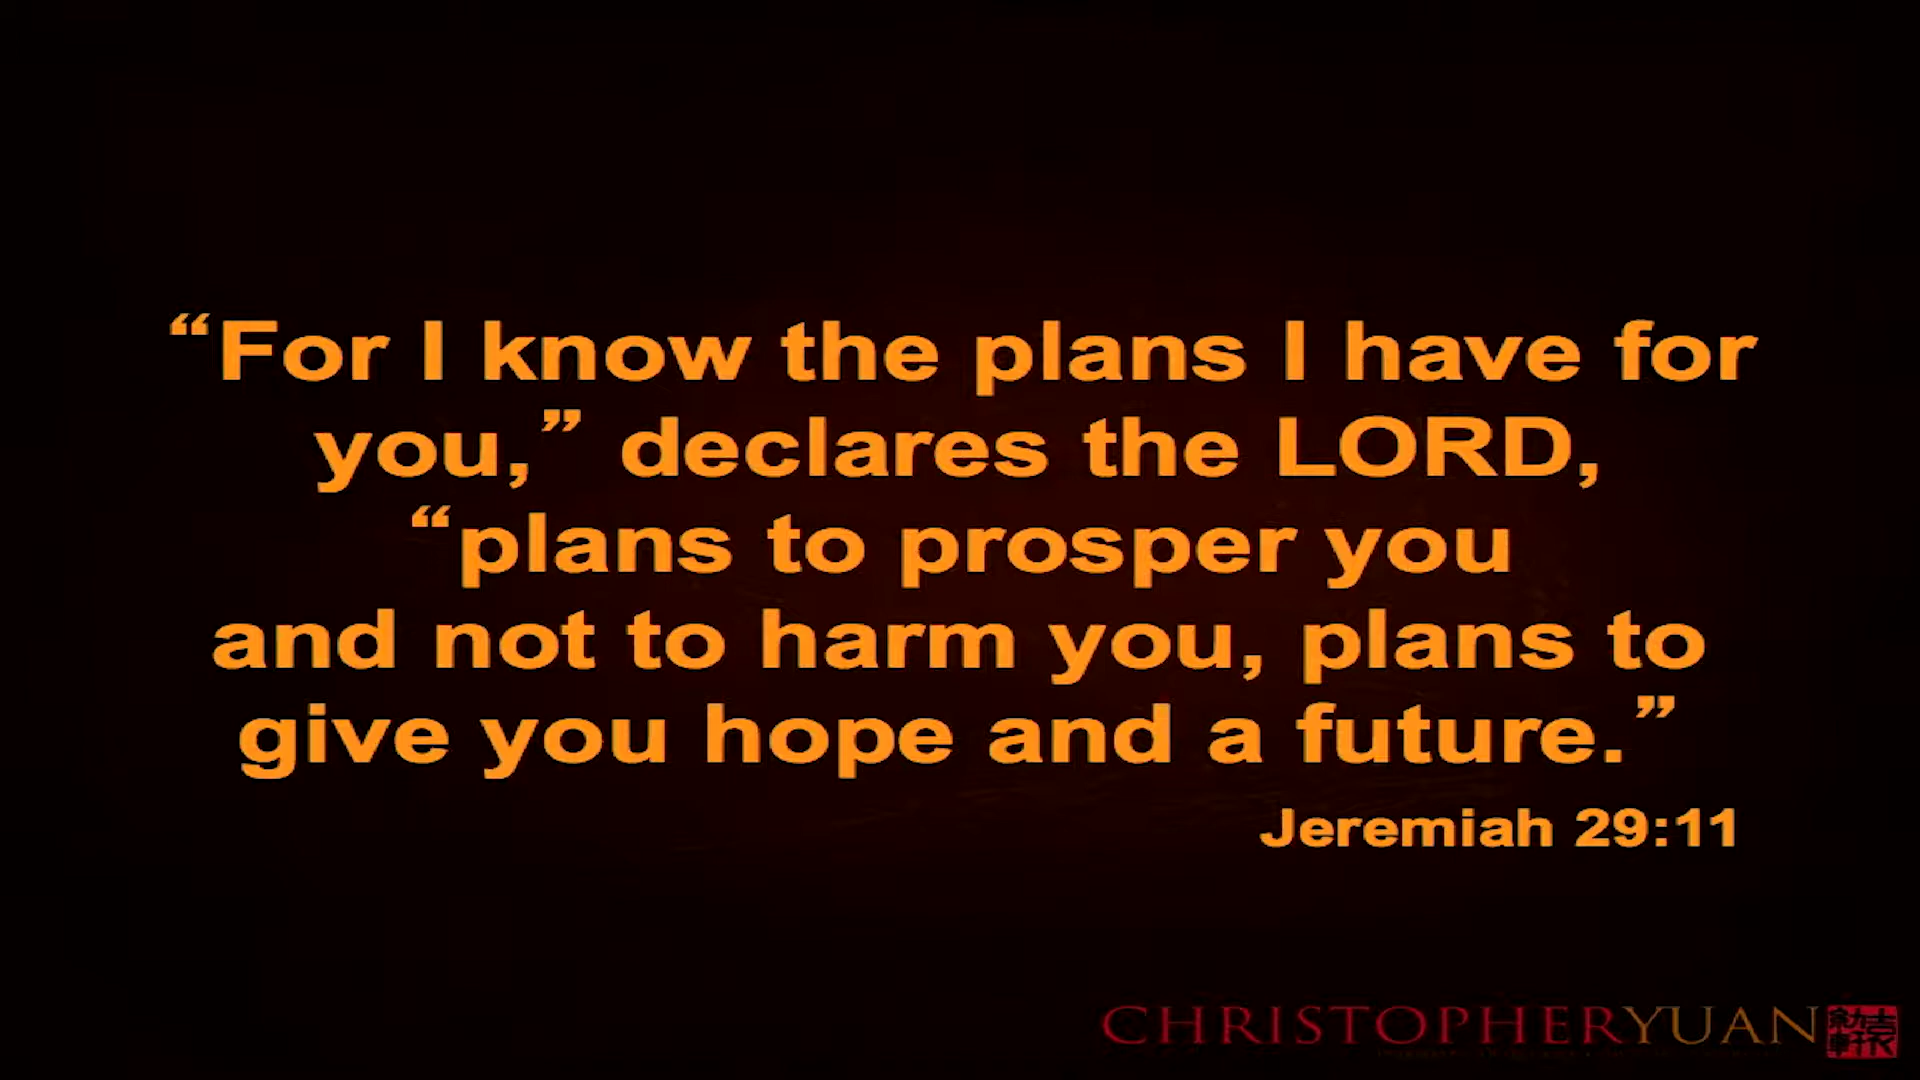 “For I know the plans I have for
you,” declares the LORD,
“plans to prosper you
and not to harm you, plans to
give you hope and a future.”
Jeremiah 29:11
CHRISTOPHERYUAN